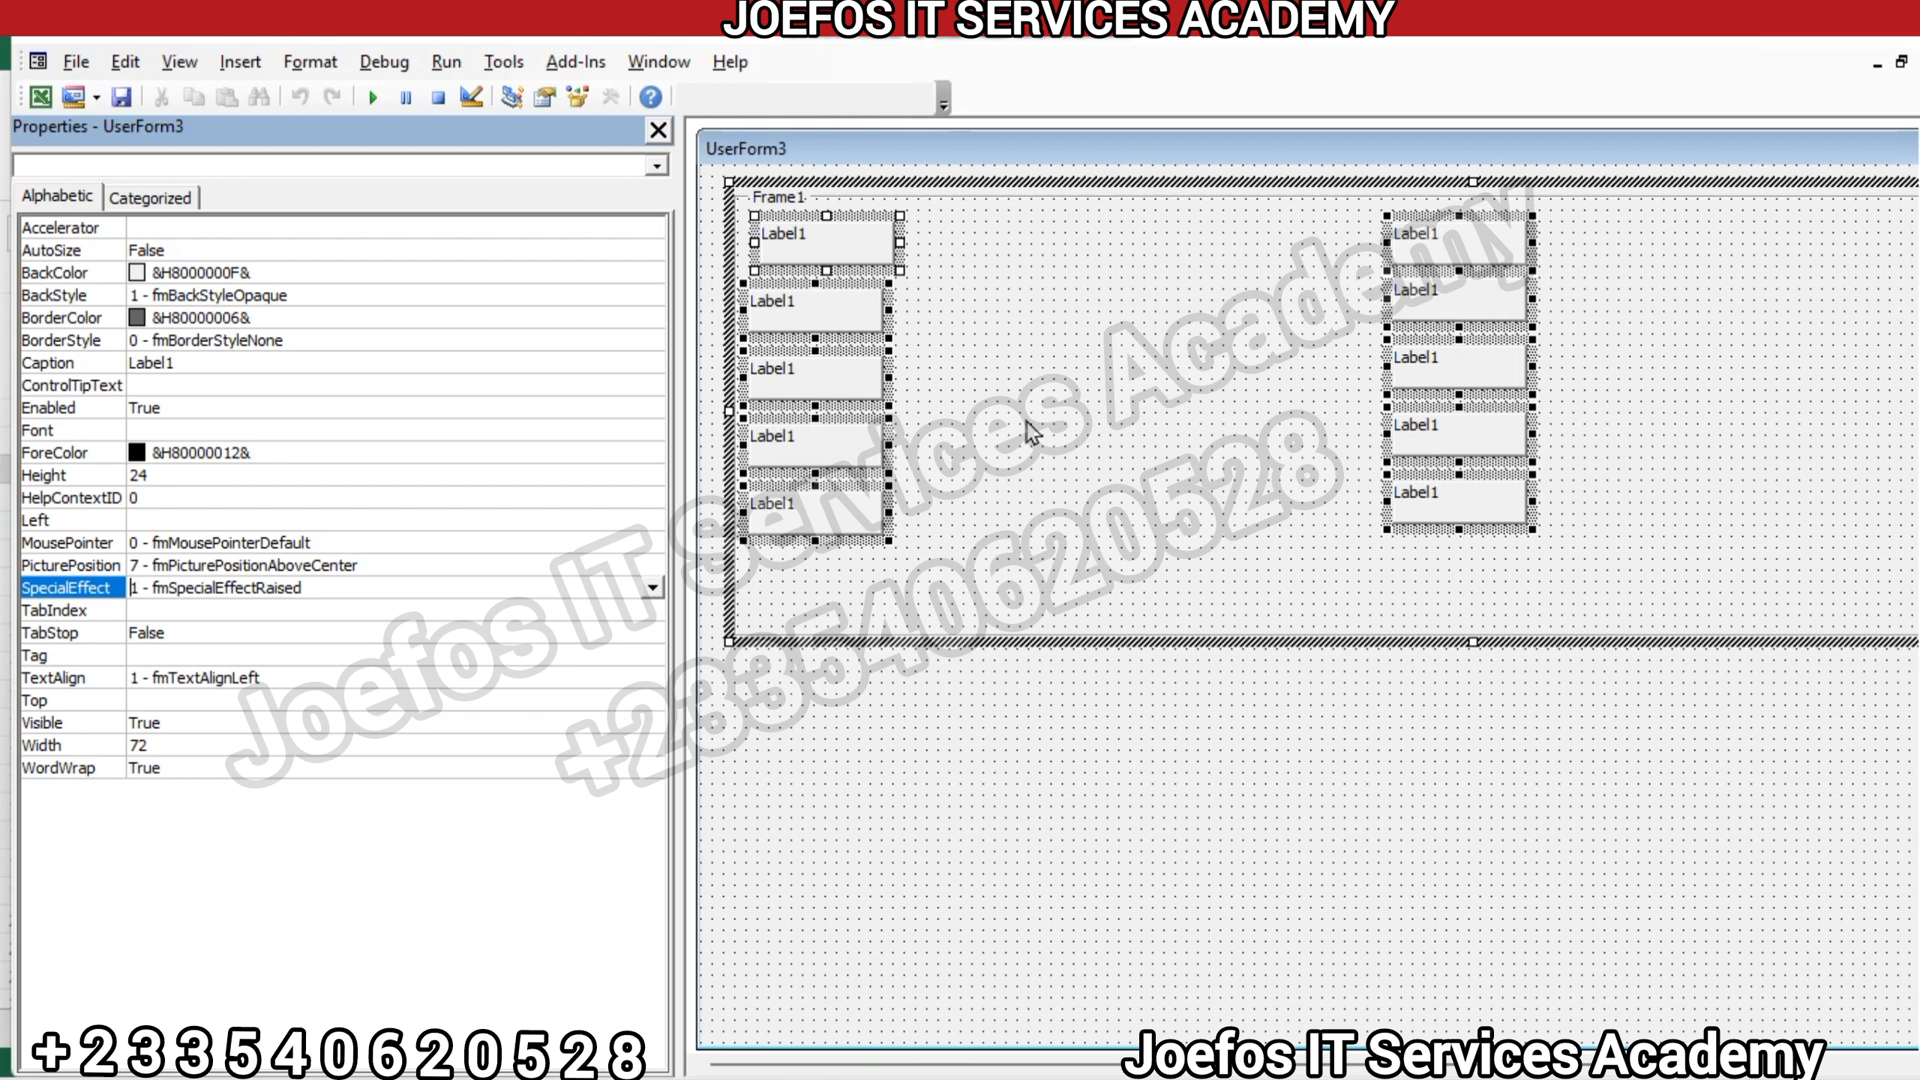 JOEFOS IT SERVICES ACADEMY
File Edit View Insert Format Debug Run Tools Add-Ins Window Help
Properties - UserForm3
Alphabetic Categorized
Accelerator
AutoSize False
BackColor &H8000000F&
BackStyle 1 - fmBackStyleOpaque
BorderColor &H80000006&
BorderStyle 0 - fmBorderStyleNone
Caption Label1
ControlTipText
Enabled True
Font
ForeColor &H80000012&
Height 24
HelpContextID 0
Left
MousePointer 0 - fmMousePointerDefault
PicturePosition 7 - fmPicturePositionAboveCenter
SpecialEffect 1 - fmSpecialEffectRaised
TabIndex
TabStop False
Tag
TextAlign 1 - fmTextAlignLeft
Top
Visible True
Width 72
WordWrap True
UserForm3
Frame1
Label1 Label1
Label1 Label1
Label1 Label1
Label1 Label1
Label1 Label1
Joefos IT Services Academy
+233540620528
+233540620528
Joefos IT Services Academy